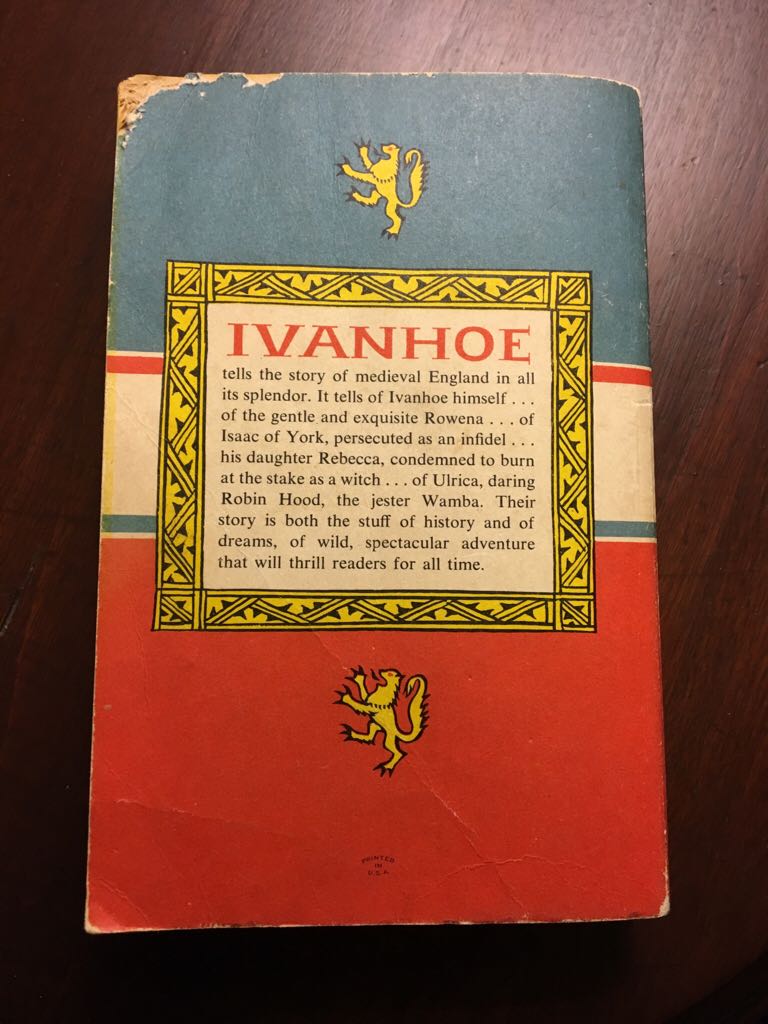 IVANHOE
tells the story of medieval England in all
its splendor. It tells of Ivanhoe himself . . .
of the gentle and exquisite Rowena . . . of
Isaac of York, persecuted as an infidel . . .
his daughter Rebecca, condemned to burn
at the stake as a witch . . . of Ulrica, daring
Robin Hood, the jester Wamba. Their
story is both the stuff of history and of
dreams, of wild, spectacular adventure
that will thrill readers for all time.
PRINTED
IN
U.S.A.